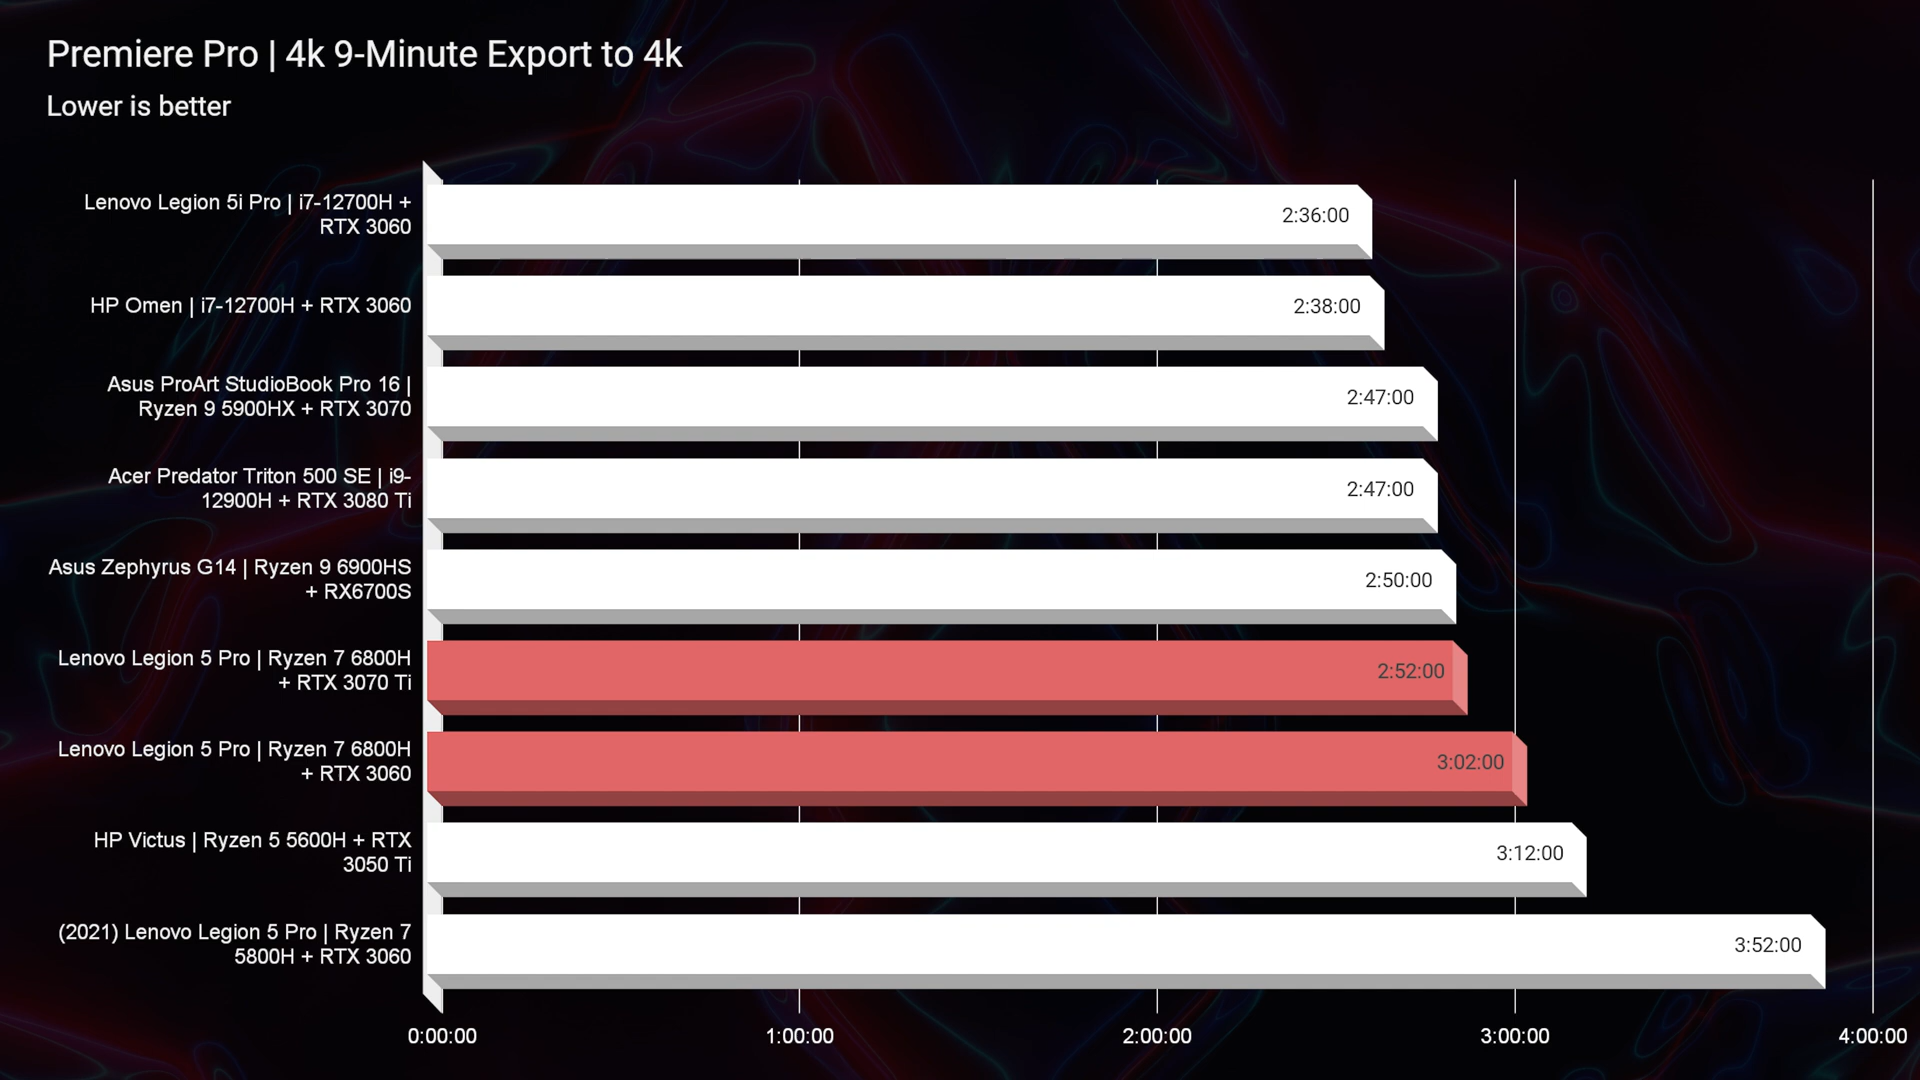 Premiere Pro | 4k 9-Minute Export to 4k
Lower is better
Lenovo Legion 5i Pro | i7-12700H +
RTX 3060
2:36:00
HP Omen | i7-12700H + RTX 3060
2:38:00
Asus ProArt StudioBook Pro 16 |
Ryzen 9 5900HX + RTX 3070
2:47:00
Acer Predator Triton 500 SE | i9-
12900H + RTX 3080 Ti
2:47:00
Asus Zephyrus G14 | Ryzen 9 6900HS
+ RX6700S
2:50:00
Lenovo Legion 5 Pro | Ryzen 7 6800H
+ RTX 3070 Ti
2:52:00
Lenovo Legion 5 Pro | Ryzen 7 6800H
+ RTX 3060
3:02:00
HP Victus | Ryzen 5 5600H + RTX
3050 Ti
3:12:00
(2021) Lenovo Legion 5 Pro | Ryzen 7
5800H + RTX 3060
3:52:00
0:00:00 1:00:00 2:00:00 3:00:00 4:00:00